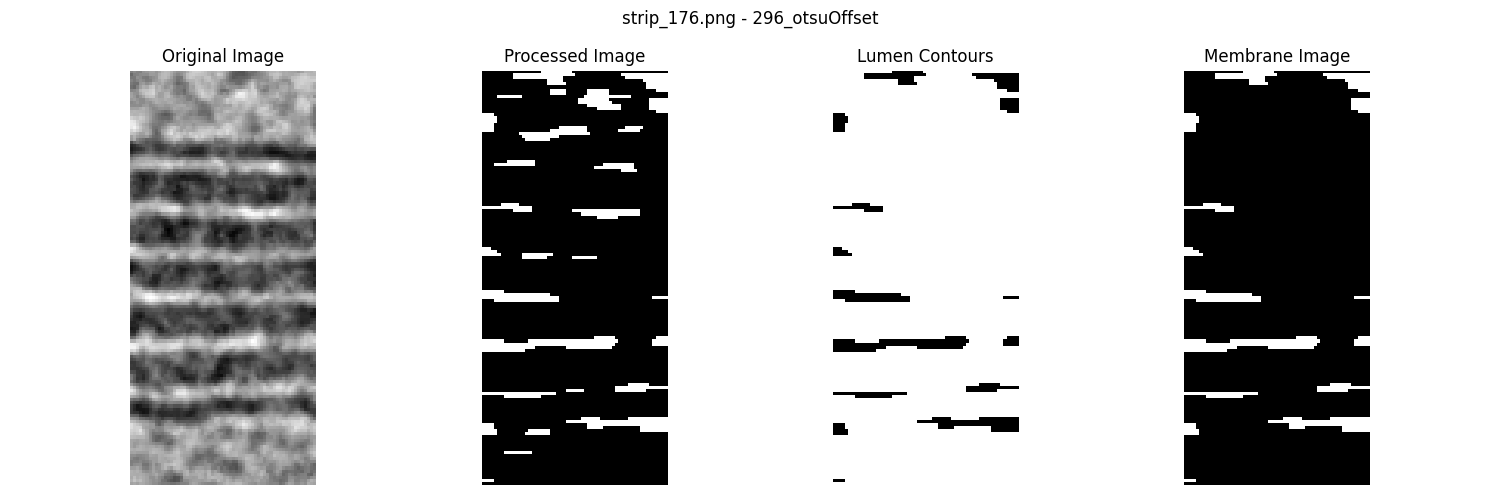 strip_176.png - 296_otsuOffset
Original Image
Processed Image
Lumen Contours
Membrane Image